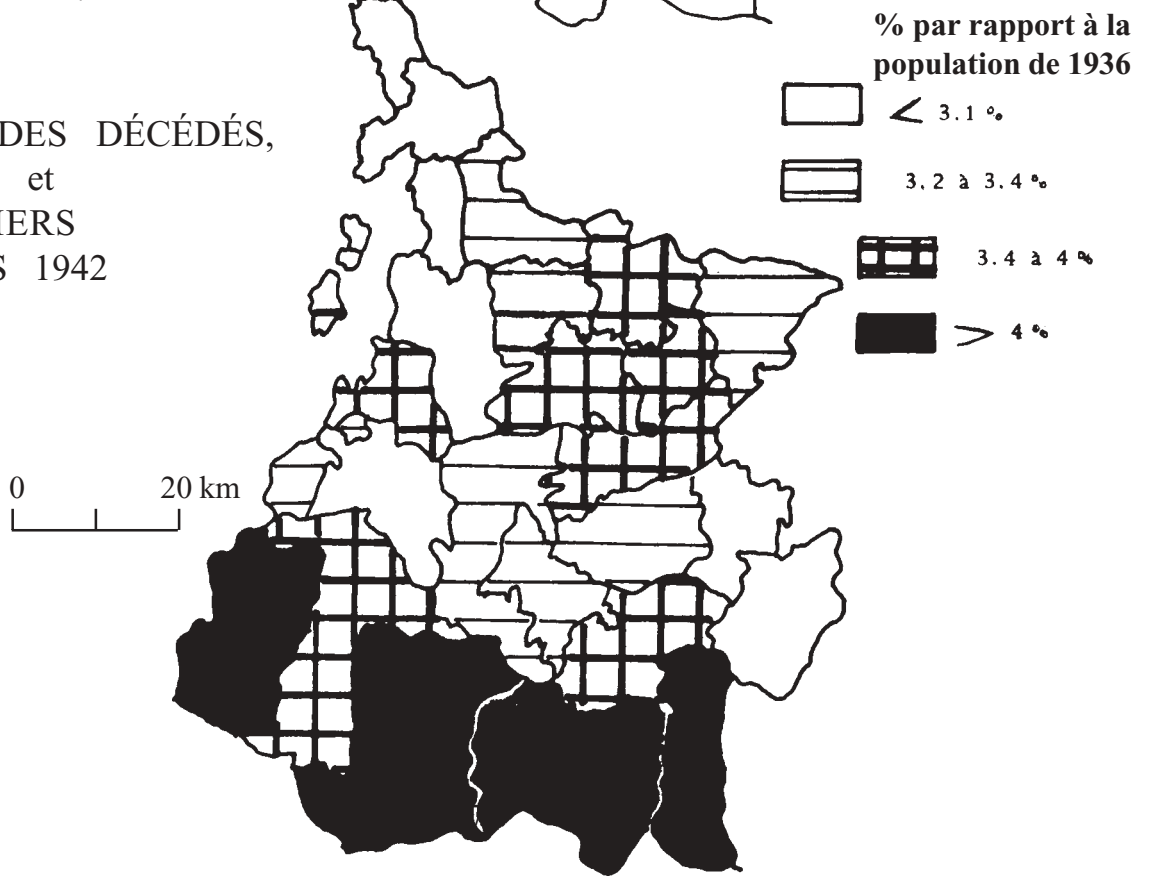 DES DÉCÉDÉS,
et
IERS
S 1942
% par rapport à la
population de 1936
< 3.1 %
3.2 à 3.4 %
3.4 à 4 %
> 4 %
0 20 km